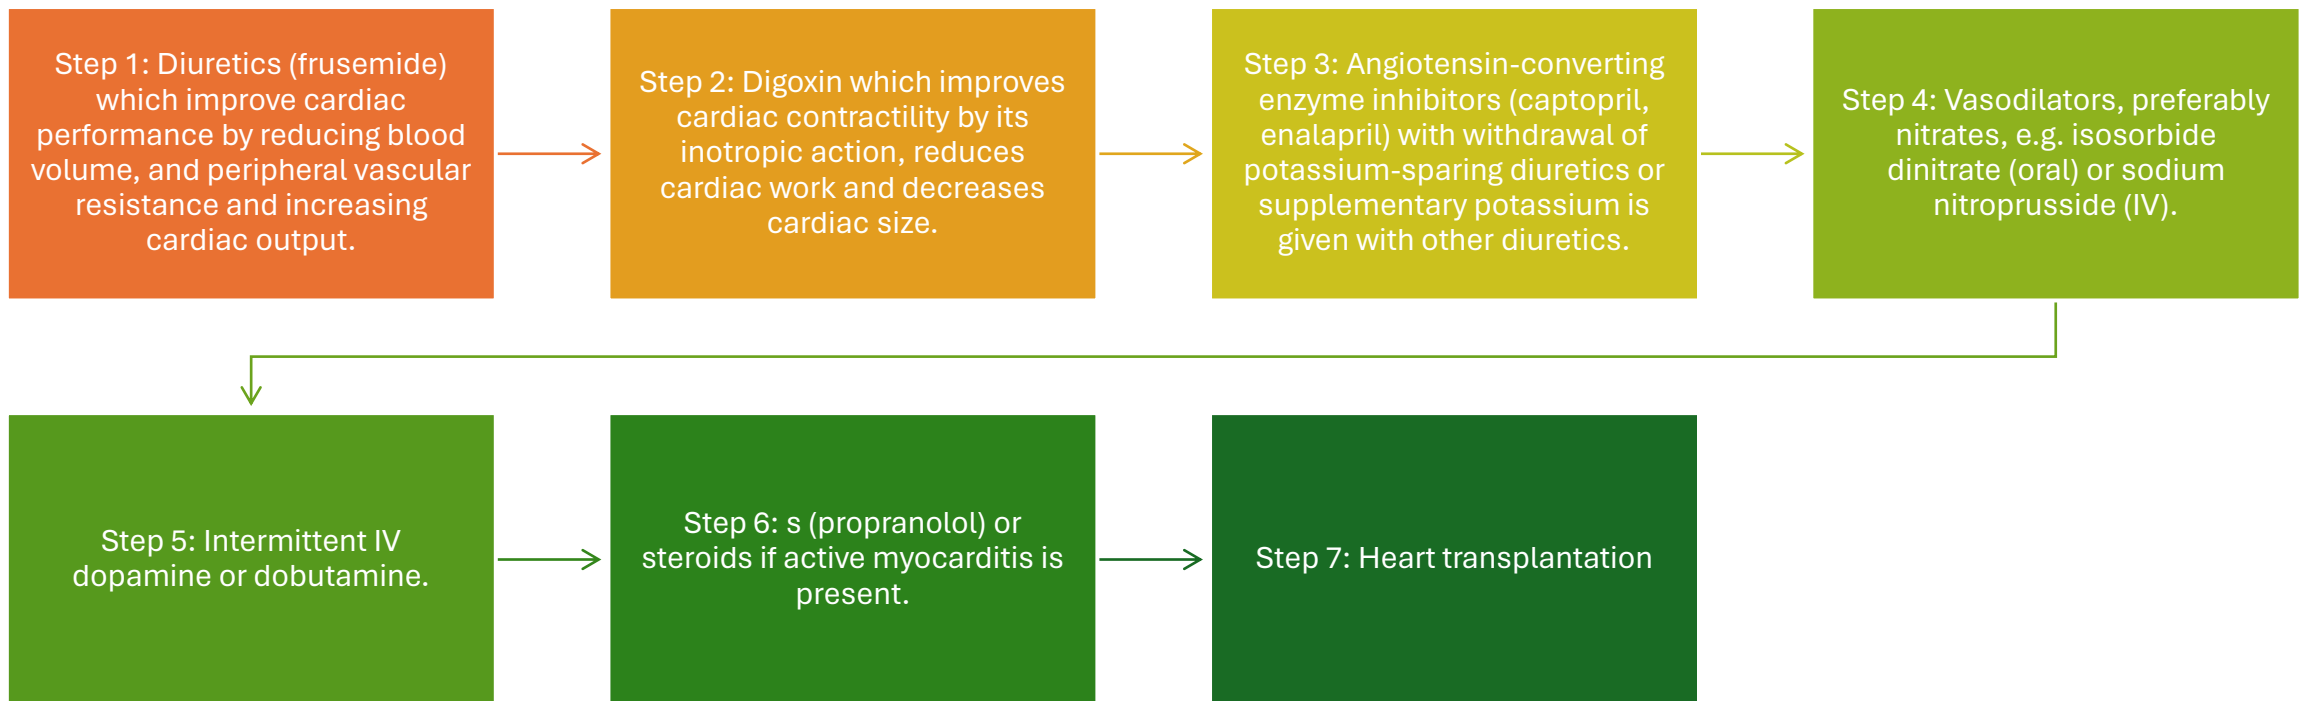 Step 1: Diuretics (frusemide)
which improve cardiac
performance by reducing blood
volume, and peripheral vascular
resistance and increasing
cardiac output.
Step 2: Digoxin which improves
cardiac contractility by its
inotropic action, reduces
cardiac work and decreases
cardiac size.
Step 3: Angiotensin-converting
enzyme inhibitors (captopril,
enalapril) with withdrawal of
potassium-sparing diuretics or
supplementary potassium is
given with other diuretics.
Step 4: Vasodilators, preferably
nitrates, e.g. isosorbide
dinitrate (oral) or sodium
nitroprusside (IV).
Step 5: Intermittent IV
dopamine or dobutamine.
Step 6: s (propranolol) or
steroids if active myocarditis is
present.
Step 7: Heart transplantation